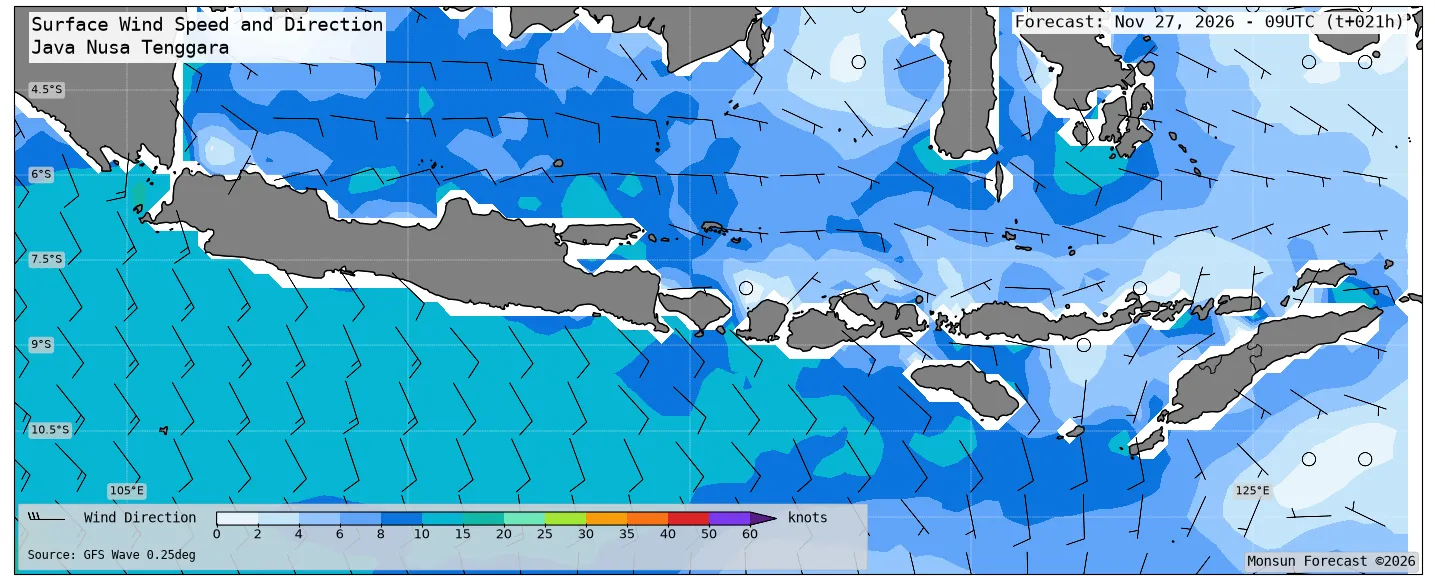 Surface Wind Speed and Direction
Java Nusa Tenggara
Forecast: Nov 27, 2026 - 09UTC (t+021h)
4.5°S
6°S
7.5°S
9°S
10.5°S
105°E
125°E
Wind Direction
0 2 4 6 8 10 15 20 25 30 35 40 50 60
knots
Source: GFS Wave 0.25deg
Monsun Forecast ©2026